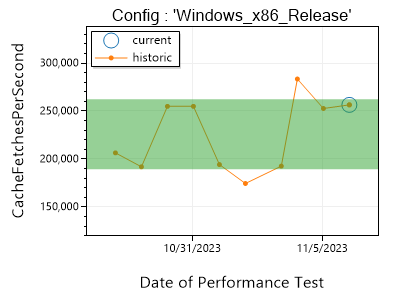 Config : 'Windows_x86_Release'
current
historic
300,000
250,000
200,000
150,000
CacheFetchesPerSecond
10/31/2023
11/5/2023
Date of Performance Test